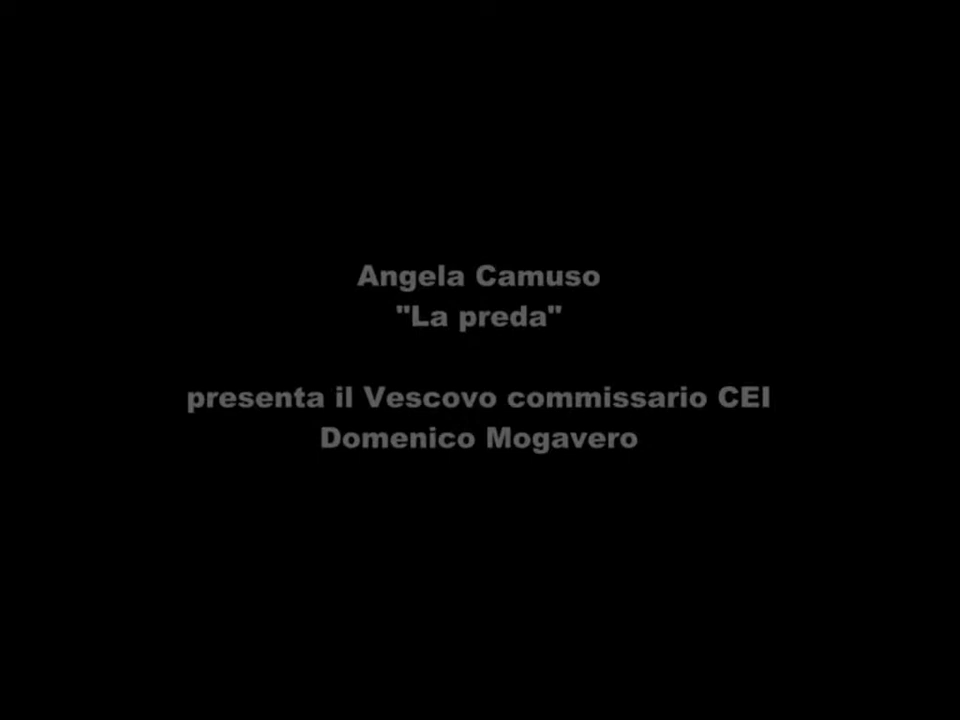 Angela Camuso
"La preda"
presenta il Vescovo commissario CEI
Domenico Mogavero